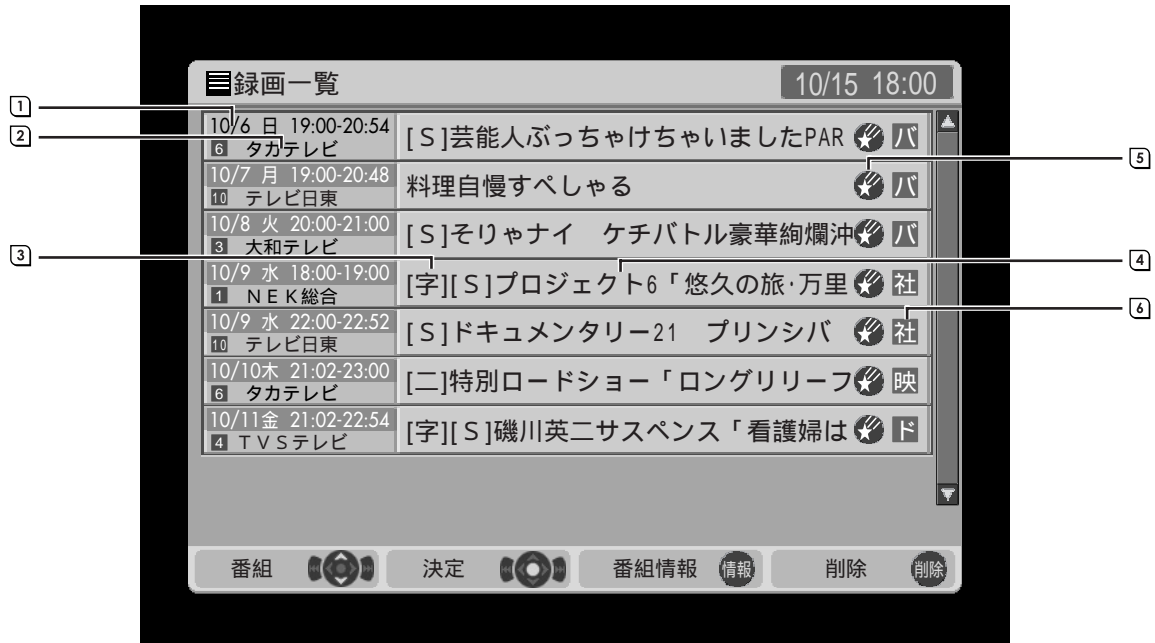 録画一覧 10/15 18:00
1
2
3
4
5
6
10/6 日 19:00-20:54
6 タカテレビ
[S]芸能人ぶっちゃけちゃいましたPAR バ
10/7 月 19:00-20:48
10 テレビ日東
料理自慢すぺしゃる バ
10/8 火 20:00-21:00
3 大和テレビ
[S]そりゃナイ ケチバトル豪華絢爛沖 バ
10/9 水 18:00-19:00
1 NEK総合
[字][S]プロジェクト6「悠久の旅・万里 社
10/9 水 22:00-22:52
10 テレビ日東
[S]ドキュメンタリー21 プリンシパ 社
10/10木 21:02-23:00
6 タカテレビ
[二]特別ロードショー「ロングリリーフ 映
10/11金 21:02-22:54
4 TVSテレビ
[字][S]磯川英二サスペンス「看護婦は ド
番組 決定 番組情報 情報 削除 削除